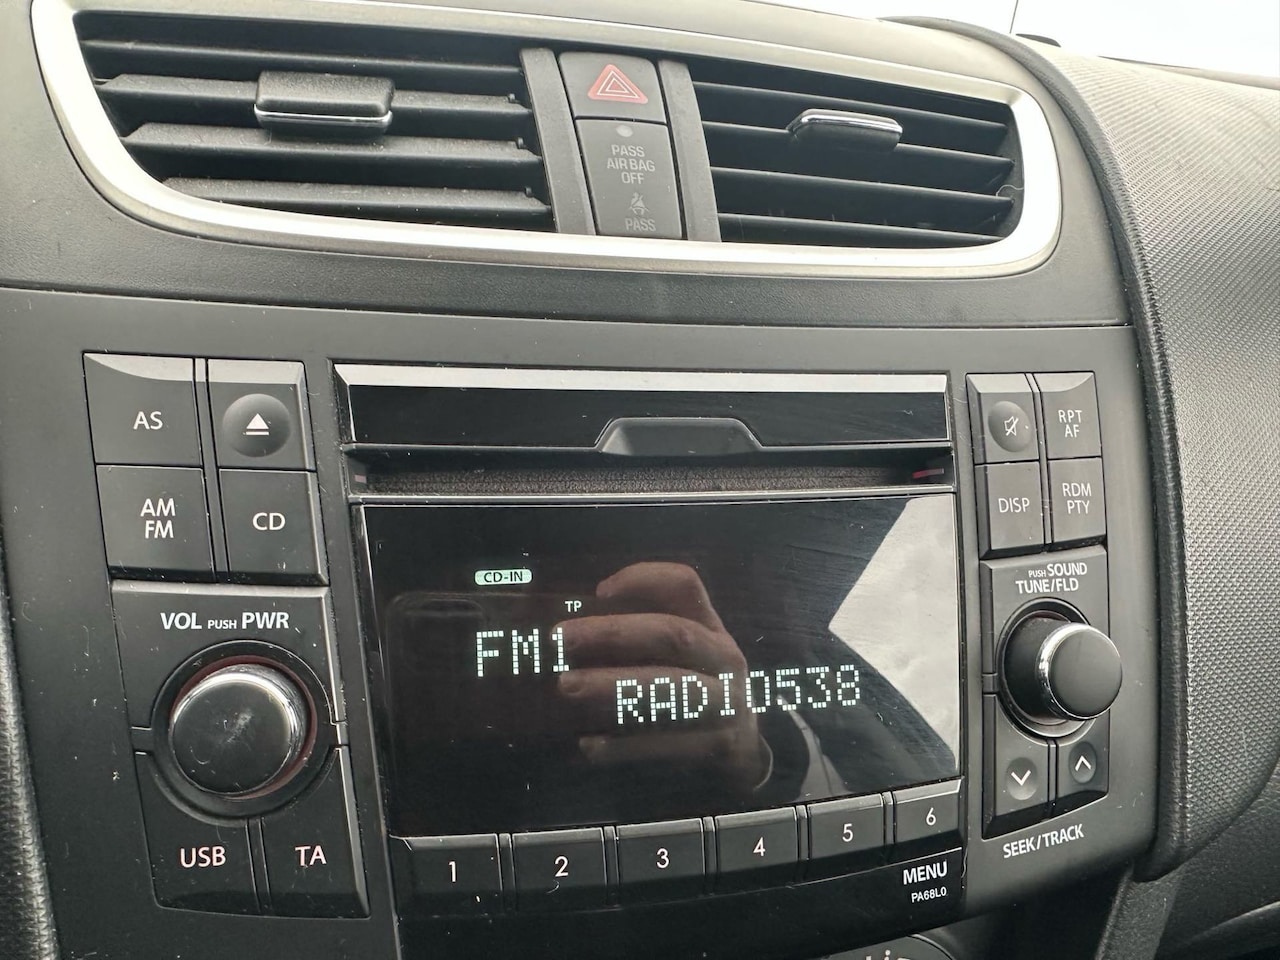 PASS
AIR BAG
OFF
PASS
AS
RPT
AF
AM
FM
CD
DISP
RDM
PTY
CD-IN
TP
FM1
RADIO538
VOL PUSH PWR
PUSH SOUND
TUNE/FLD
USB
TA
1
2
3
4
5
6
SEEK/TRACK
MENU
PA68L0